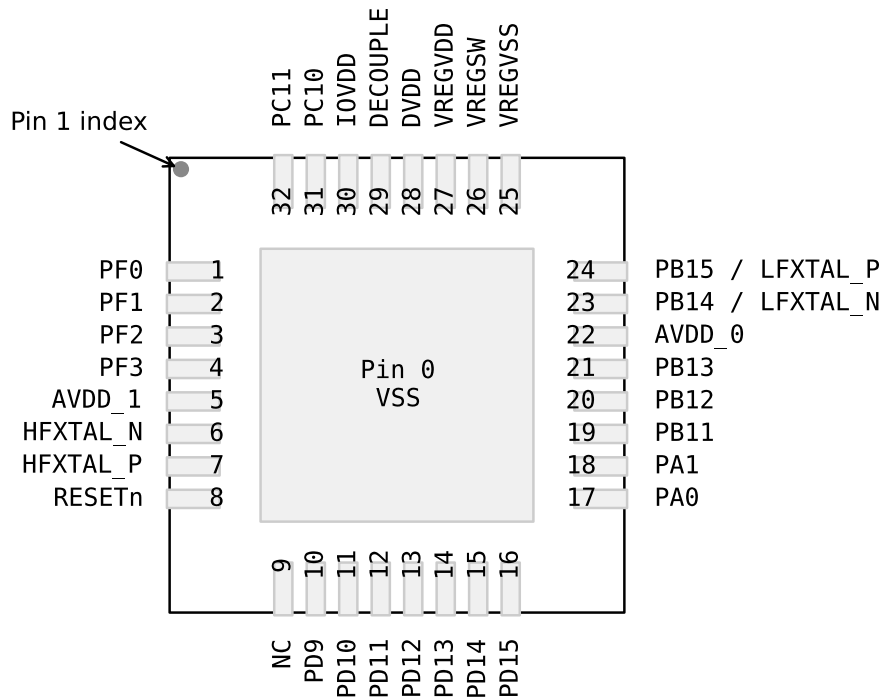 PC11
PC10
IOVDD
DECOUPLE
DVDD
VREGVDD
VREGSW
VREGVSS
Pin 1 index
32
31
30
29
28
27
26
25
PF0 1
PF1 2
PF2 3
PF3 4
AVDD_1 5
HFXTAL_N 6
HFXTAL_P 7
RESETn 8
Pin 0
VSS
24 PB15 / LFXTAL_P
23 PB14 / LFXTAL_N
22 AVDD_0
21 PB13
20 PB12
19 PB11
18 PA1
17 PA0
9
10
11
12
13
14
15
16
NC
PD9
PD10
PD11
PD12
PD13
PD14
PD15